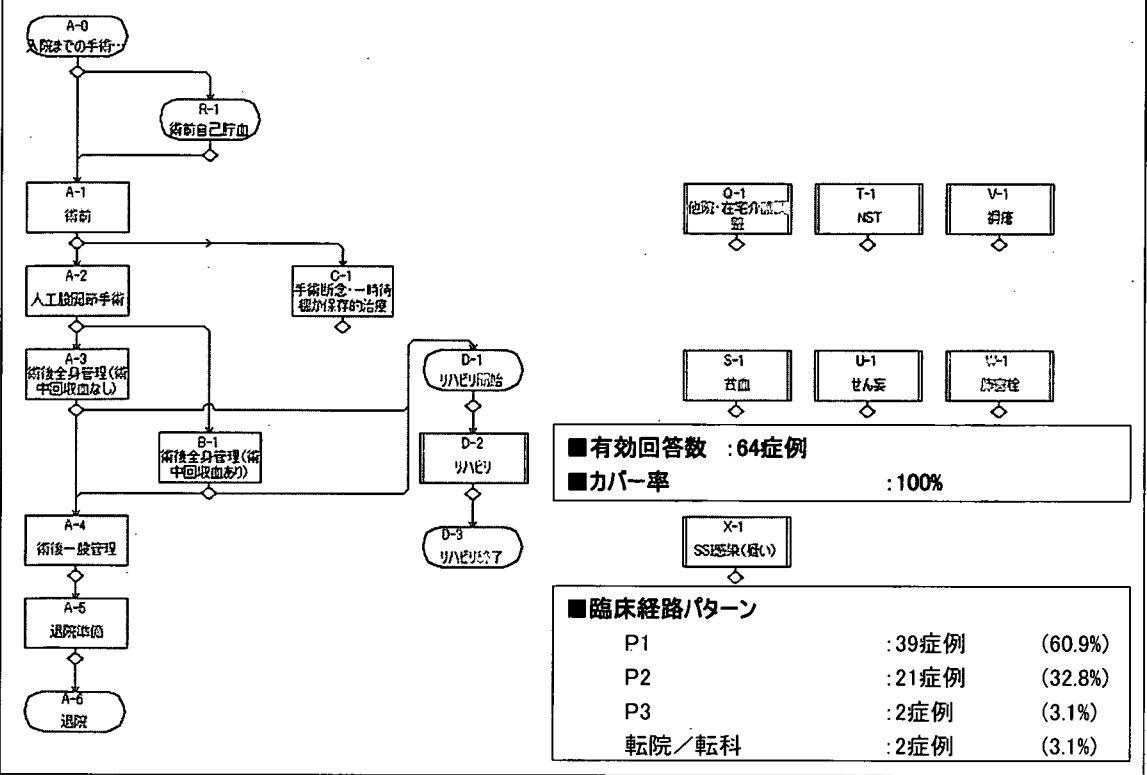 A-0
入院までの手術…
R-1
術前自己貯血
A-1
術前
A-2
人工股関節手術
C-1
手術断念・一時待
機か保存的治療
A-3
術後全身管理(術
中回収血なし)
B-1
術後全身管理(術
中回収血あり)
A-4
術後一般管理
A-5
退院準備
A-6
退院
D-1
リハビリ開始
D-2
リハビリ
D-3
リハビリ終了
Q-1
他院・在宅介護
T-1
NST
V-1
褥瘡
S-1
貧血
U-1
せん妄
W-1
肺塞栓
■有効回答数 :64症例
■カバー率 :100%
X-1
SSI感染(疑い)
■臨床経路パターン
P1 :39症例 (60.9%)
P2 :21症例 (32.8%)
P3 :2症例 (3.1%)
転院／転科 :2症例 (3.1%)